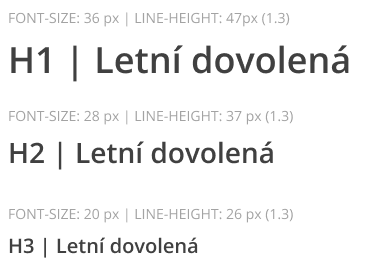 FONT-SIZE: 36 px | LINE-HEIGHT: 47px (1.3)
H1 | Letní dovolená
FONT-SIZE: 28 px | LINE-HEIGHT: 37 px (1.3)
H2 | Letní dovolená
FONT-SIZE: 20 px | LINE-HEIGHT: 26 px (1.3)
H3 | Letní dovolená